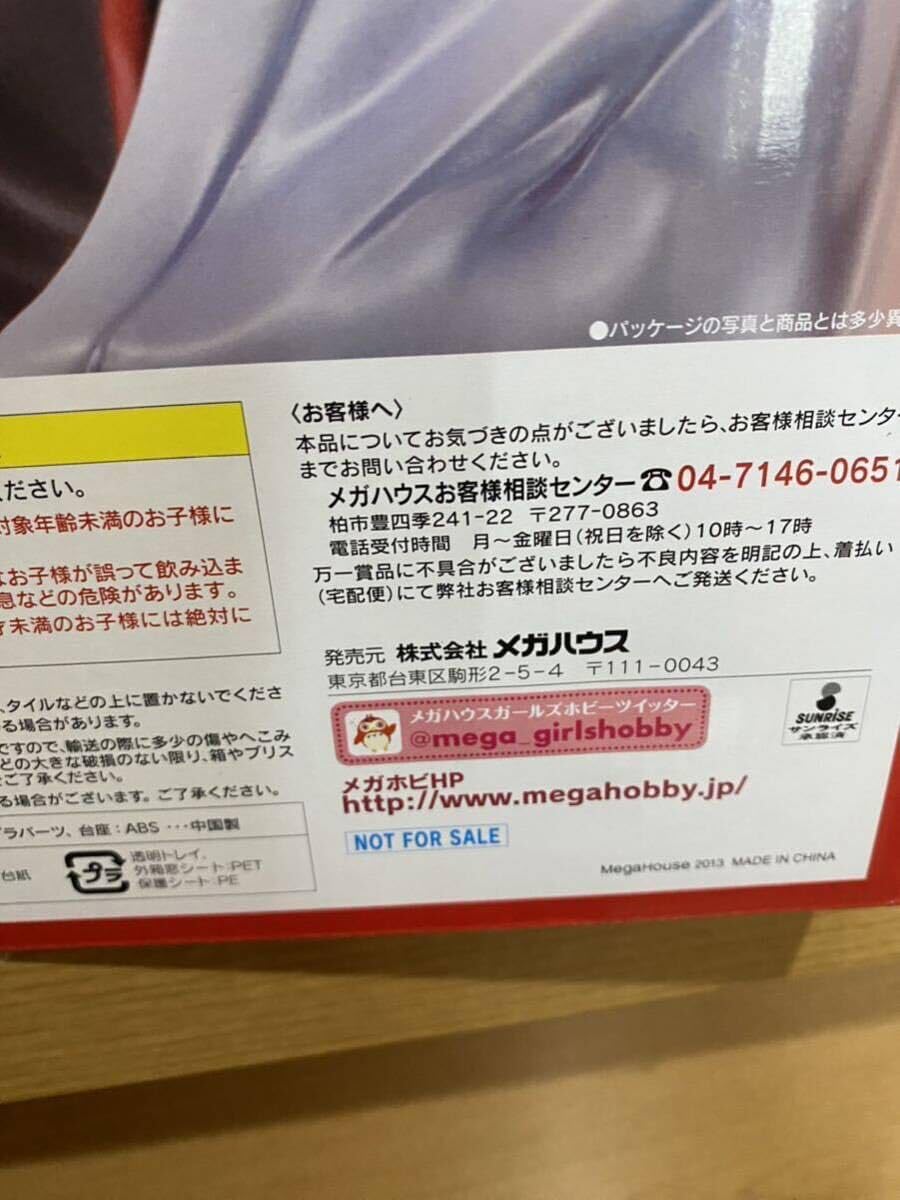 ●パッケージの写真と商品とは多少異
〈お客様へ〉
本品についてお気づきの点がございましたら、お客様相談センター
までお問い合わせください。
メガハウスお客様相談センター☎04-7146-0651
柏市豊四季241-22 〒277-0863
電話受付時間 月～金曜日(祝日を除く)10時～17時
万一賞品に不具合がございましたら不良内容を明記の上、着払い
(宅配便)にて弊社お客様相談センターへご発送ください。
発売元 株式会社 メガハウス
東京都台東区駒形2-5-4 〒111-0043
メガハウスガールズホビーツイッター
@mega_girlshobby
メガホビHP
http://www.megahobby.jp/
NOT FOR SALE
SUNRISE
サンライズ
承認済
MegaHouse 2013 MADE IN CHINA
ださい。
対象年齢未満のお子様に
なお子様が誤って飲み込ま
息などの危険があります。
才未満のお子様には絶対に
、タイルなどの上に置かないでくださ
る場合があります。
ですので、輸送の際に多少の傷やへこみ
どの大きな破損のない限り、箱やブリス
ご了承ください。
る場合がございます。ご了承ください。
ラパーツ、台座：ABS ・・・中国製
台紙
プラ
透明トレイ、
外箱窓シート：PET
保護シート：PE